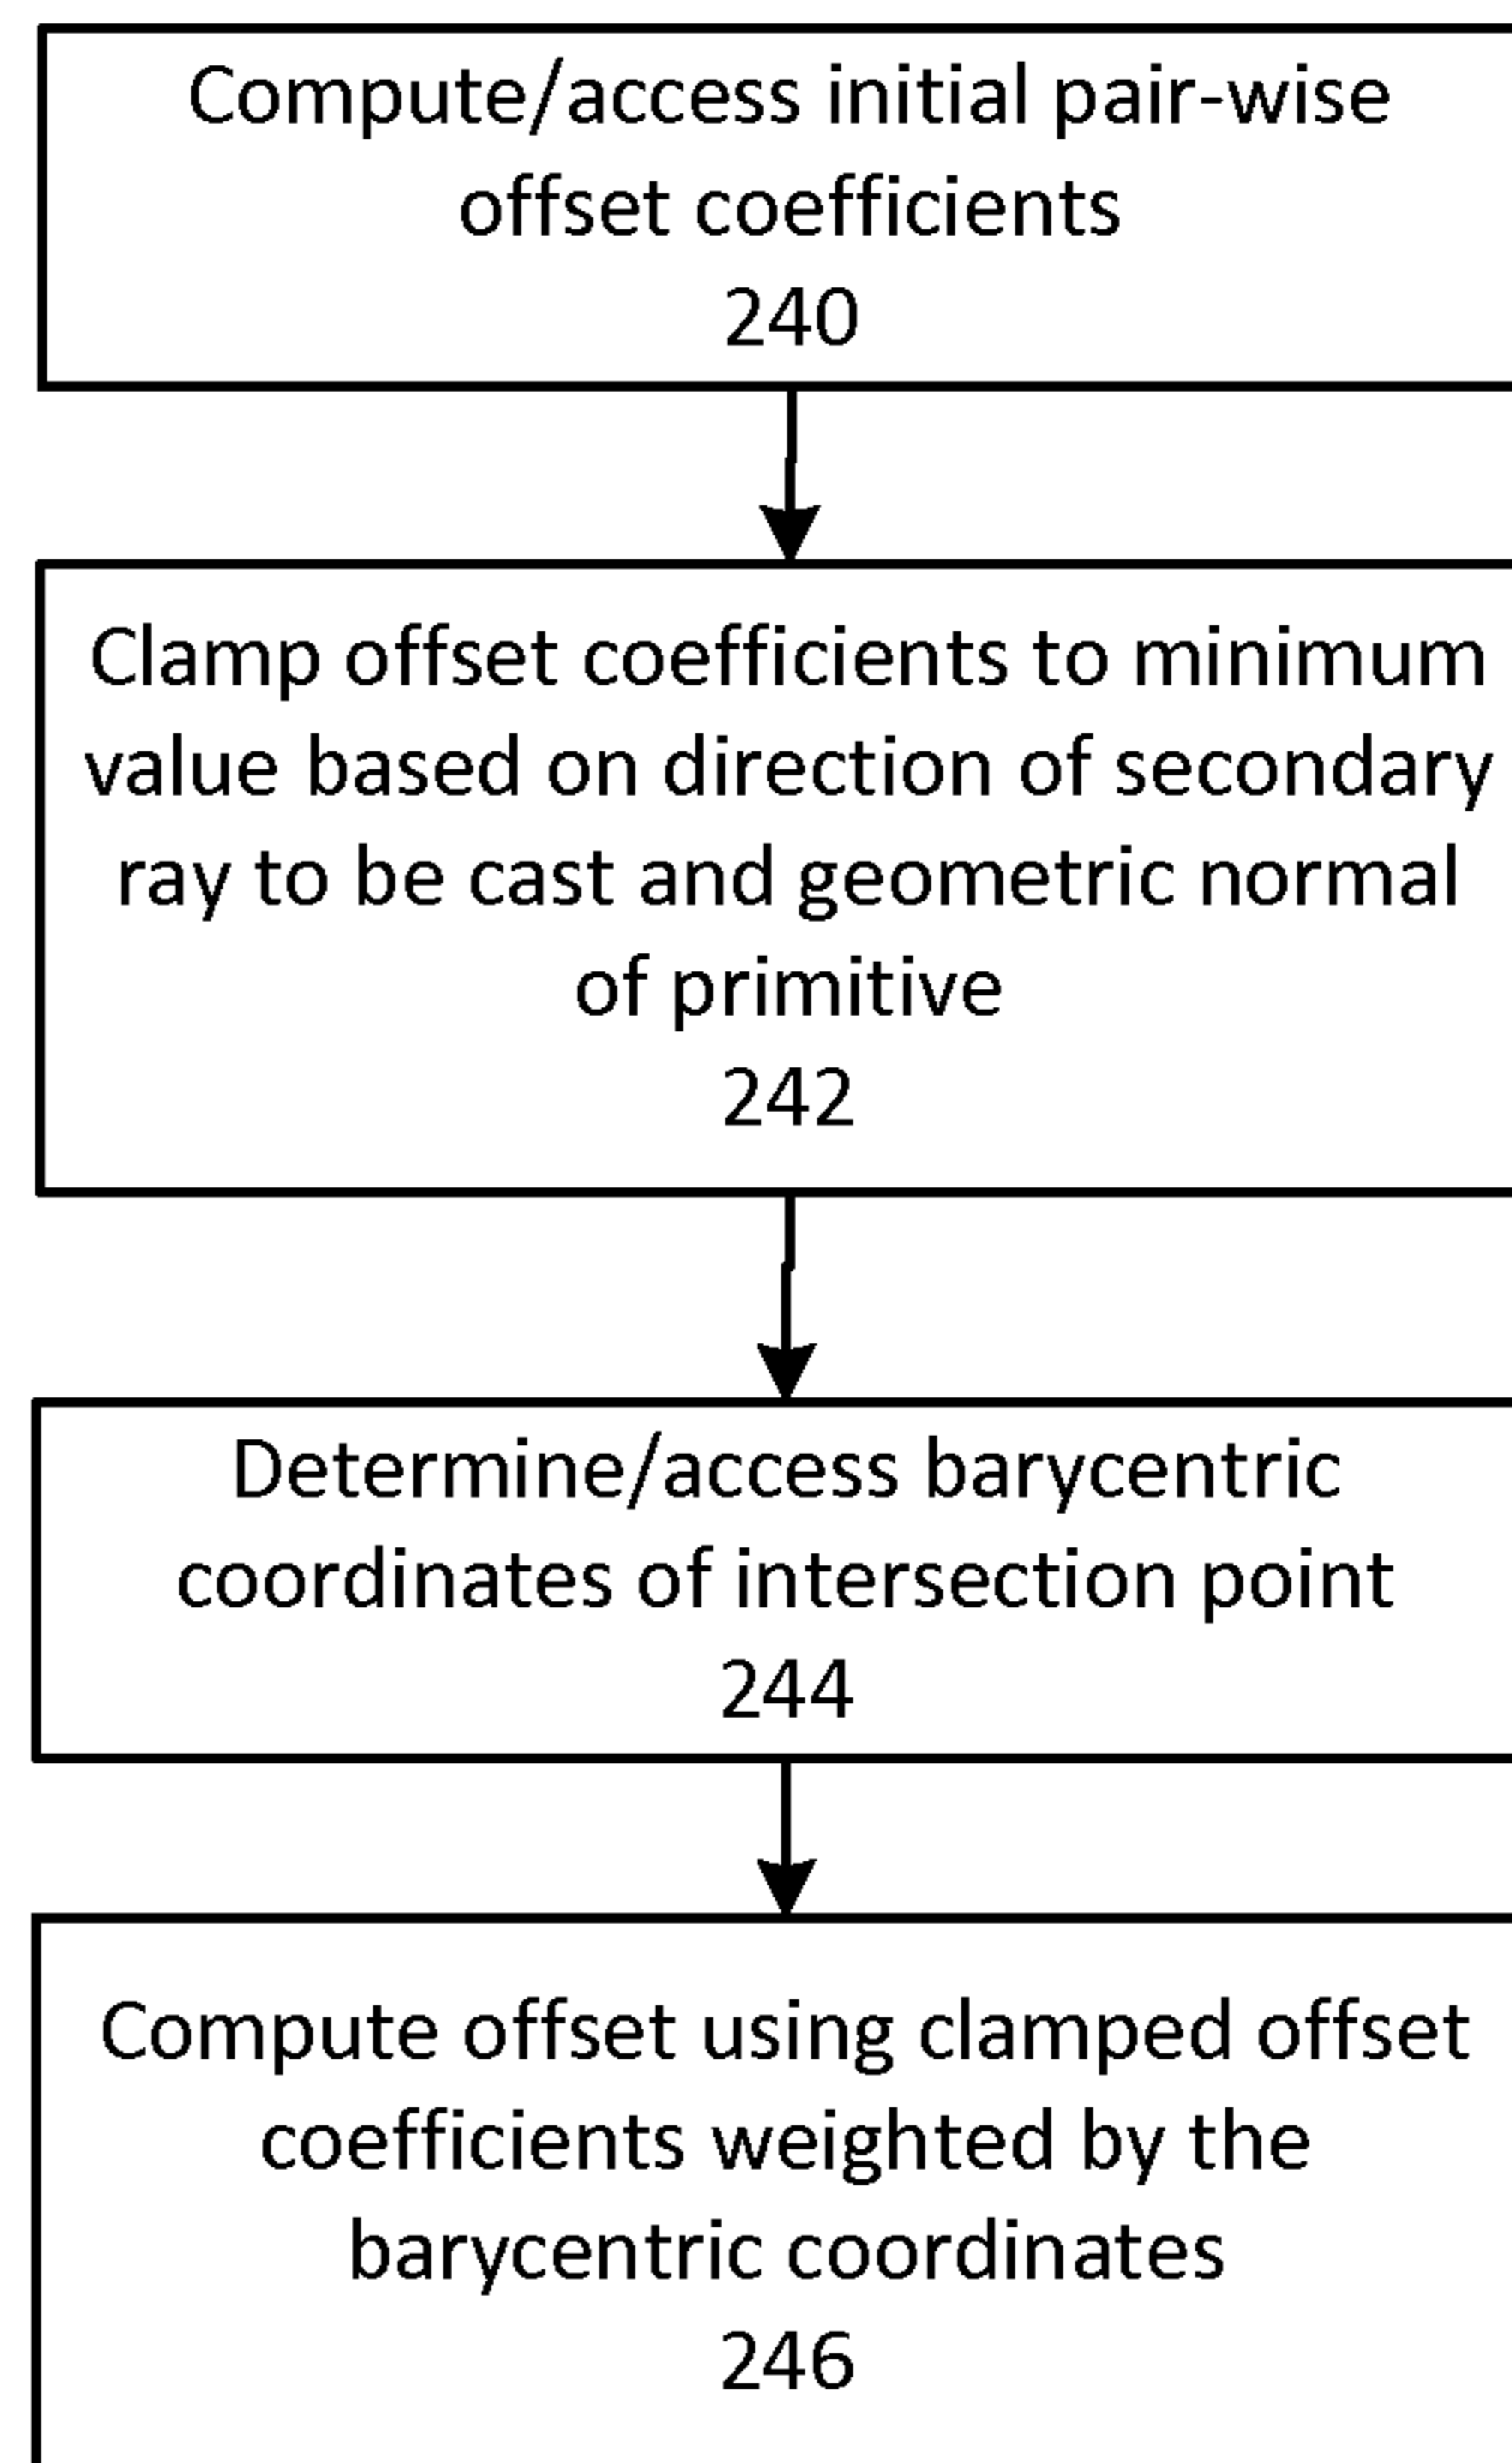 Compute/access initial pair-wise
offset coefficients
240
Clamp offset coefficients to minimum
value based on direction of secondary
ray to be cast and geometric normal
of primitive
242
Determine/access barycentric
coordinates of intersection point
244
Compute offset using clamped offset
coefficients weighted by the
barycentric coordinates
246